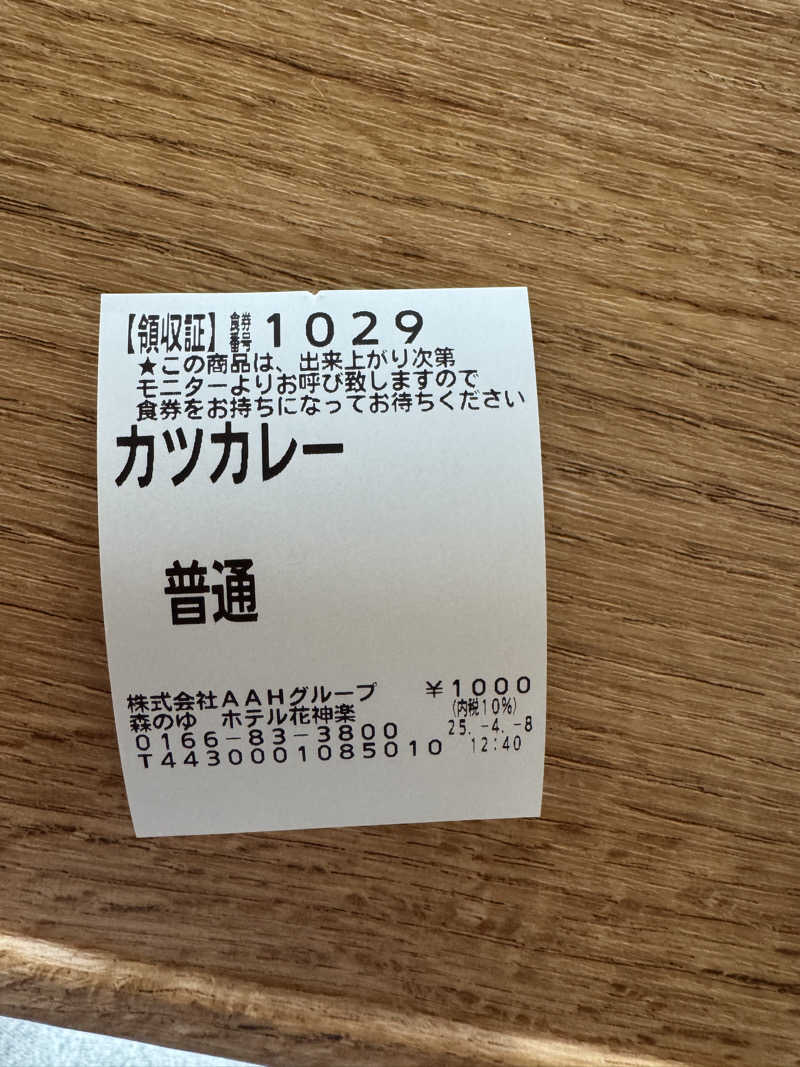 【領収証】食券番号 1029
★この商品は、出来上がり次第
モニターよりお呼び致しますので
食券をお持ちになってお待ちください
カツカレー
普通
株式会社AAHグループ ¥1000
森のゆ ホテル花神楽 (内税10%)
0166-83-3800 25.-4.-8
T4430001085010 12:40